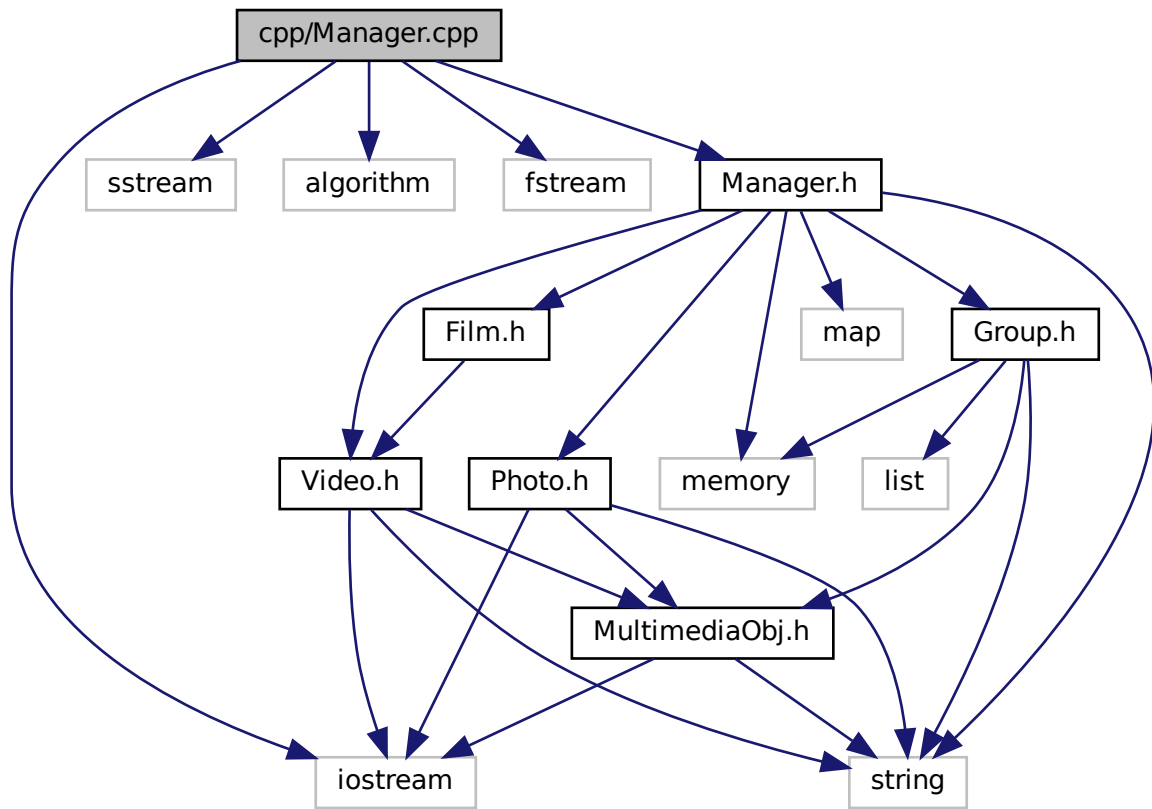 cpp/Manager.cpp
sstream
algorithm
fstream
Manager.h
Film.h
map
Group.h
Video.h
Photo.h
memory
list
MultimediaObj.h
iostream
string